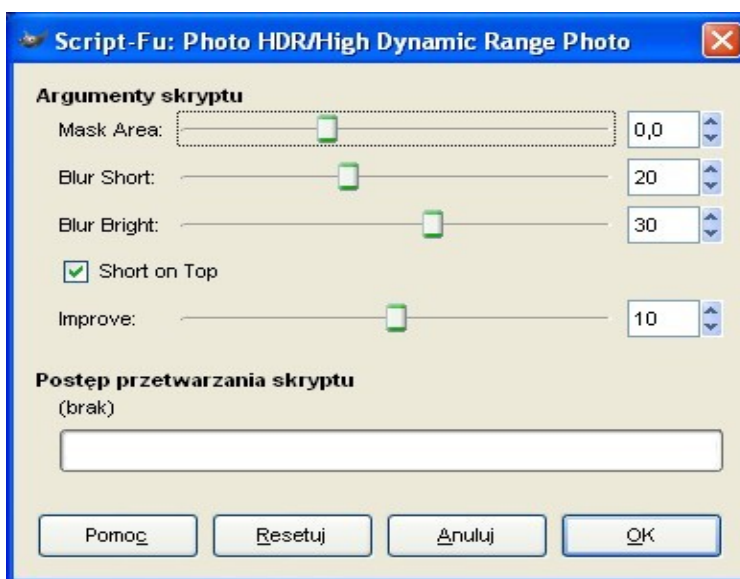 Script-Fu: Photo HDR/High Dynamic Range Photo
Argumenty skryptu
Mask Area: 0,0
Blur Short: 20
Blur Bright: 30
Short on Top
Improve: 10
Postęp przetwarzania skryptu
(brak)
Pomoc Resetuj Anuluj OK